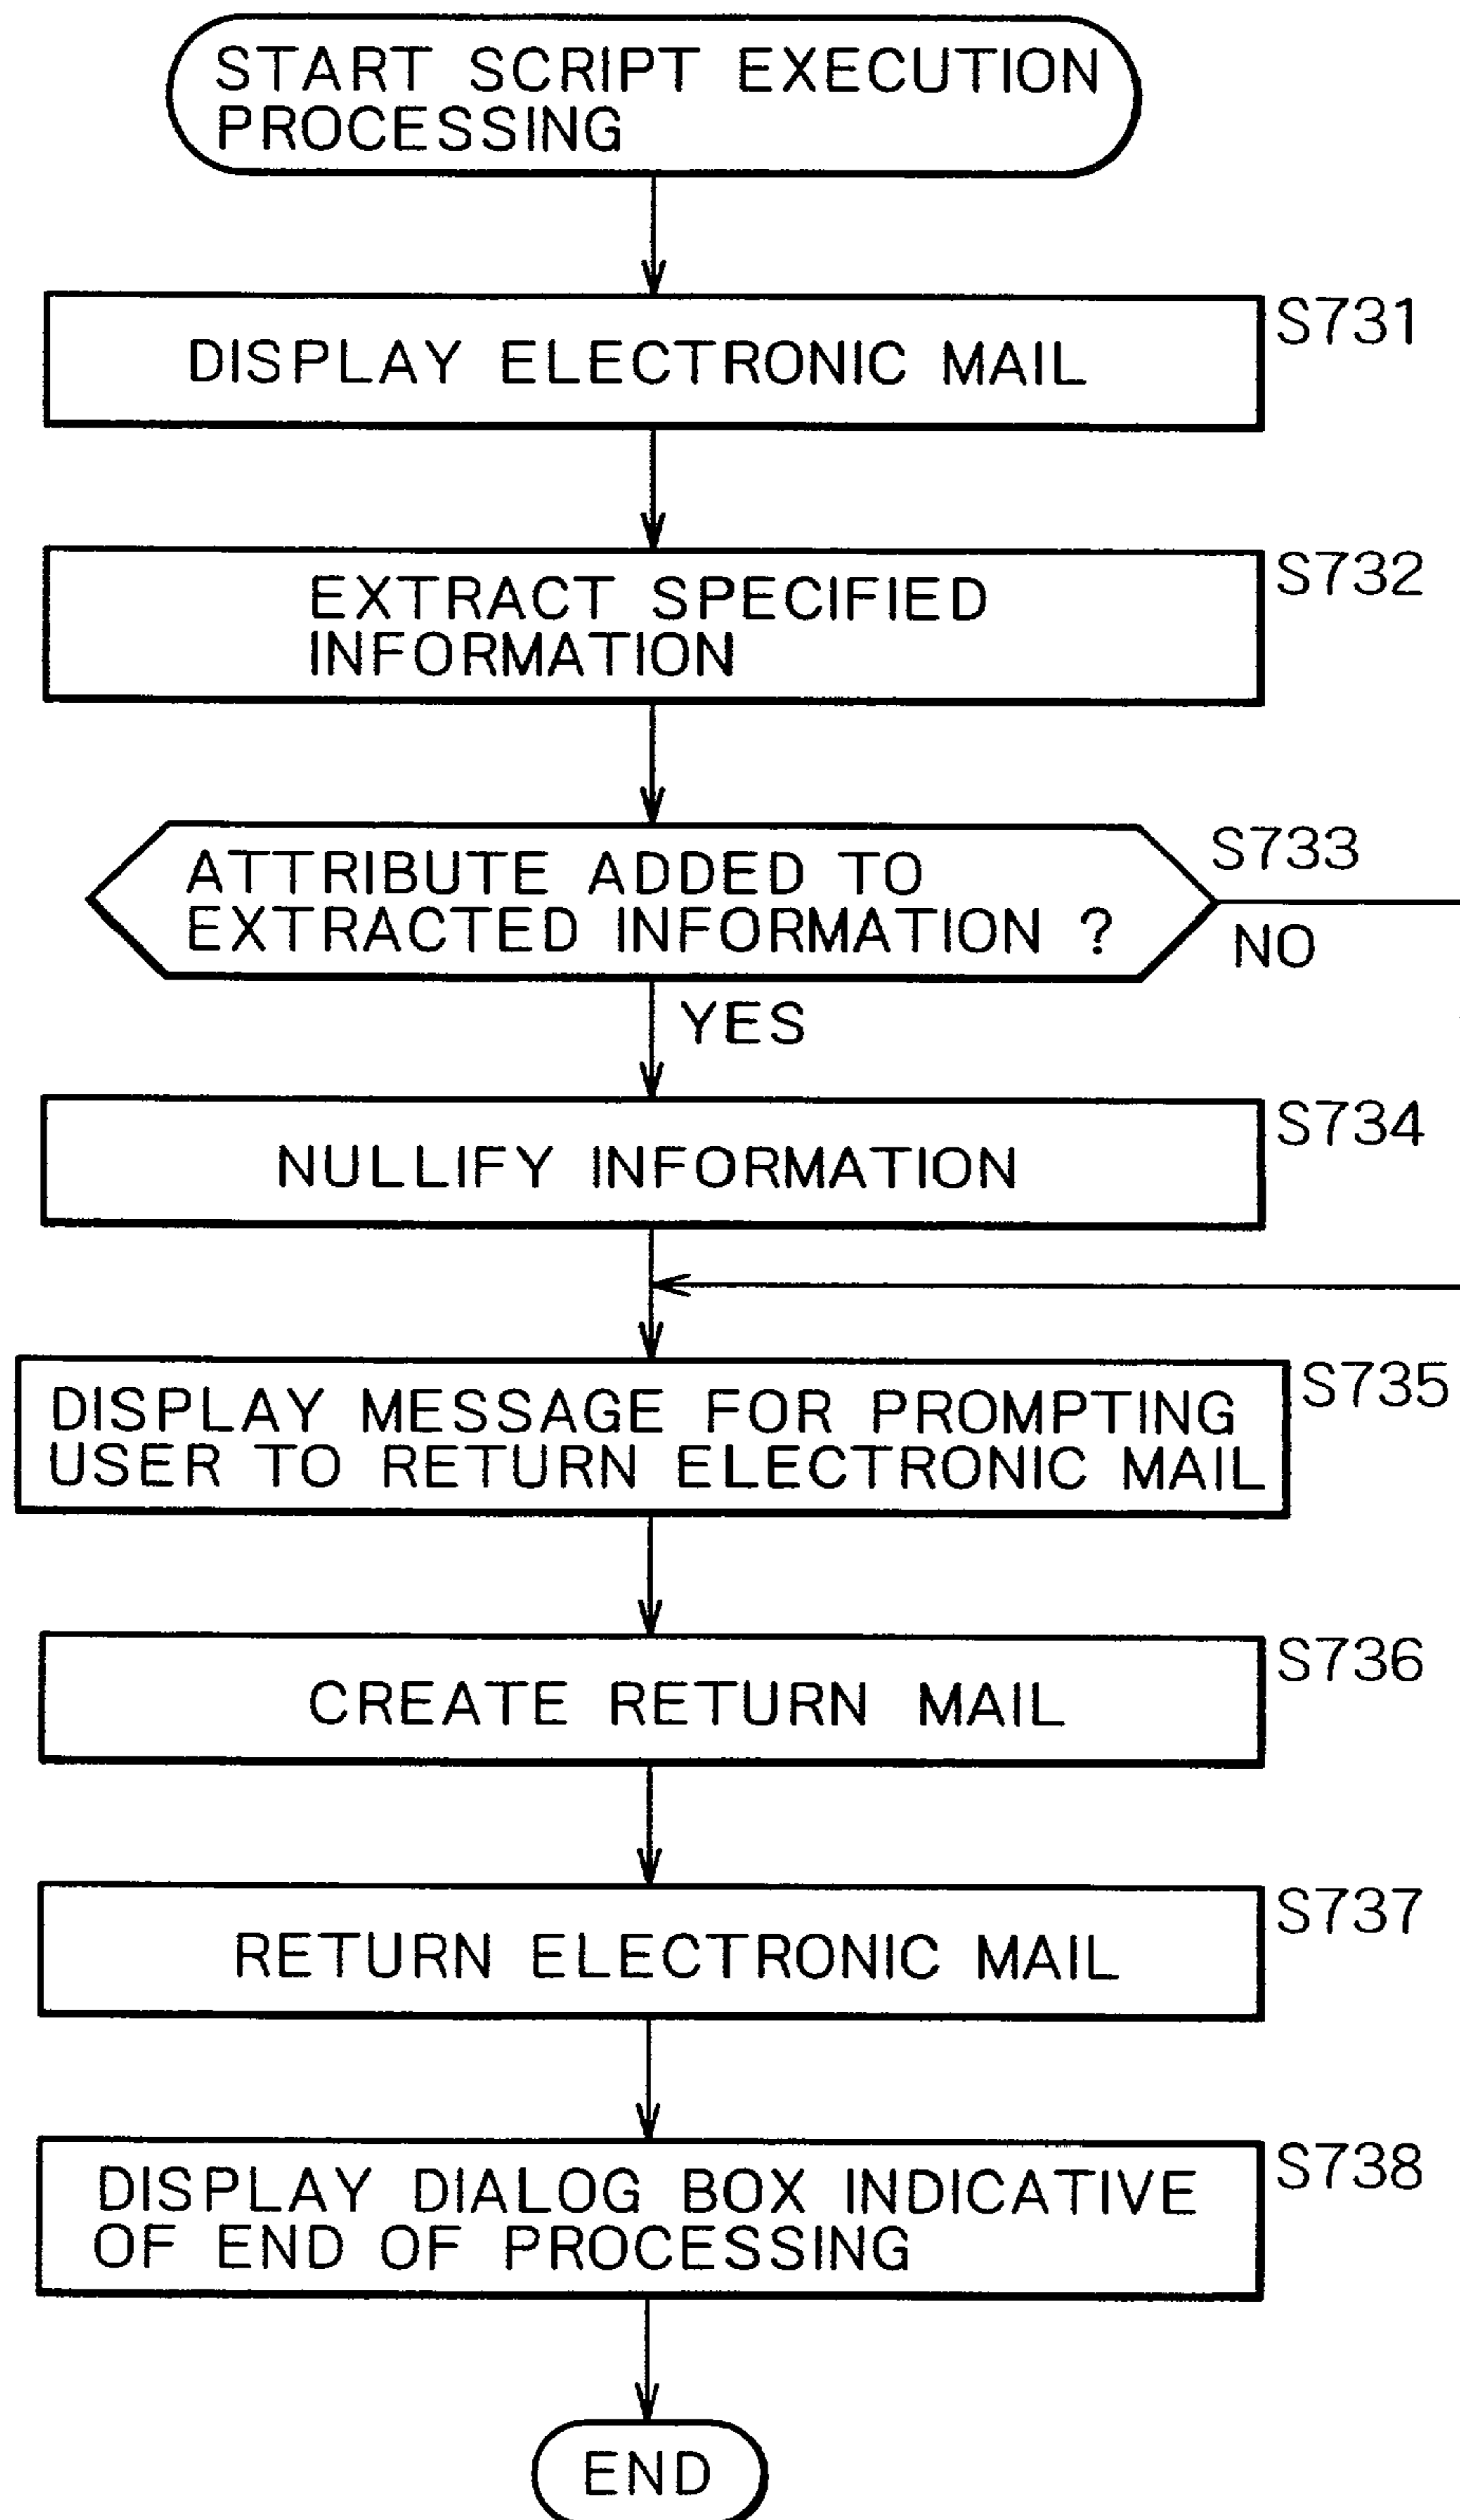 START SCRIPT EXECUTION
PROCESSING
S731
DISPLAY ELECTRONIC MAIL
S732
EXTRACT SPECIFIED
INFORMATION
S733
ATTRIBUTE ADDED TO
EXTRACTED INFORMATION ?
NO
YES
S734
NULLIFY INFORMATION
S735
DISPLAY MESSAGE FOR PROMPTING
USER TO RETURN ELECTRONIC MAIL
S736
CREATE RETURN MAIL
S737
RETURN ELECTRONIC MAIL
S738
DISPLAY DIALOG BOX INDICATIVE
OF END OF PROCESSING
END